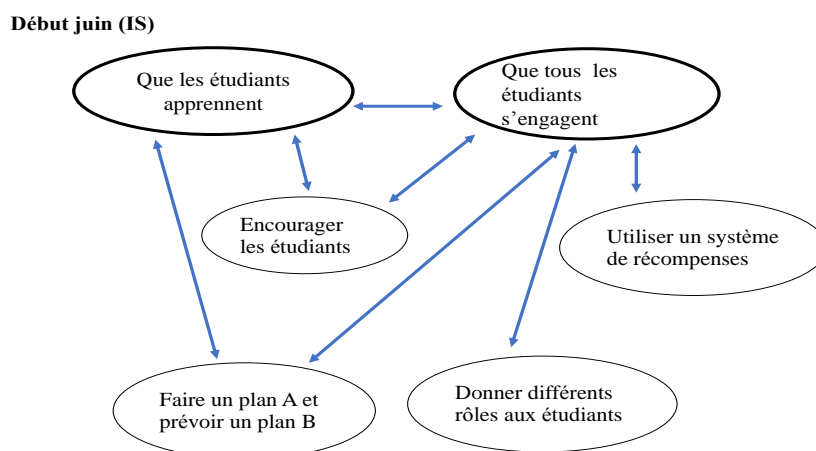 Début juin (IS)
Que les étudiants
apprennent
Que tous les
étudiants
s'engagent
Encourager
les étudiants
Utiliser un système
de récompenses
Faire un plan A et
prévoir un plan B
Donner différents
rôles aux étudiants